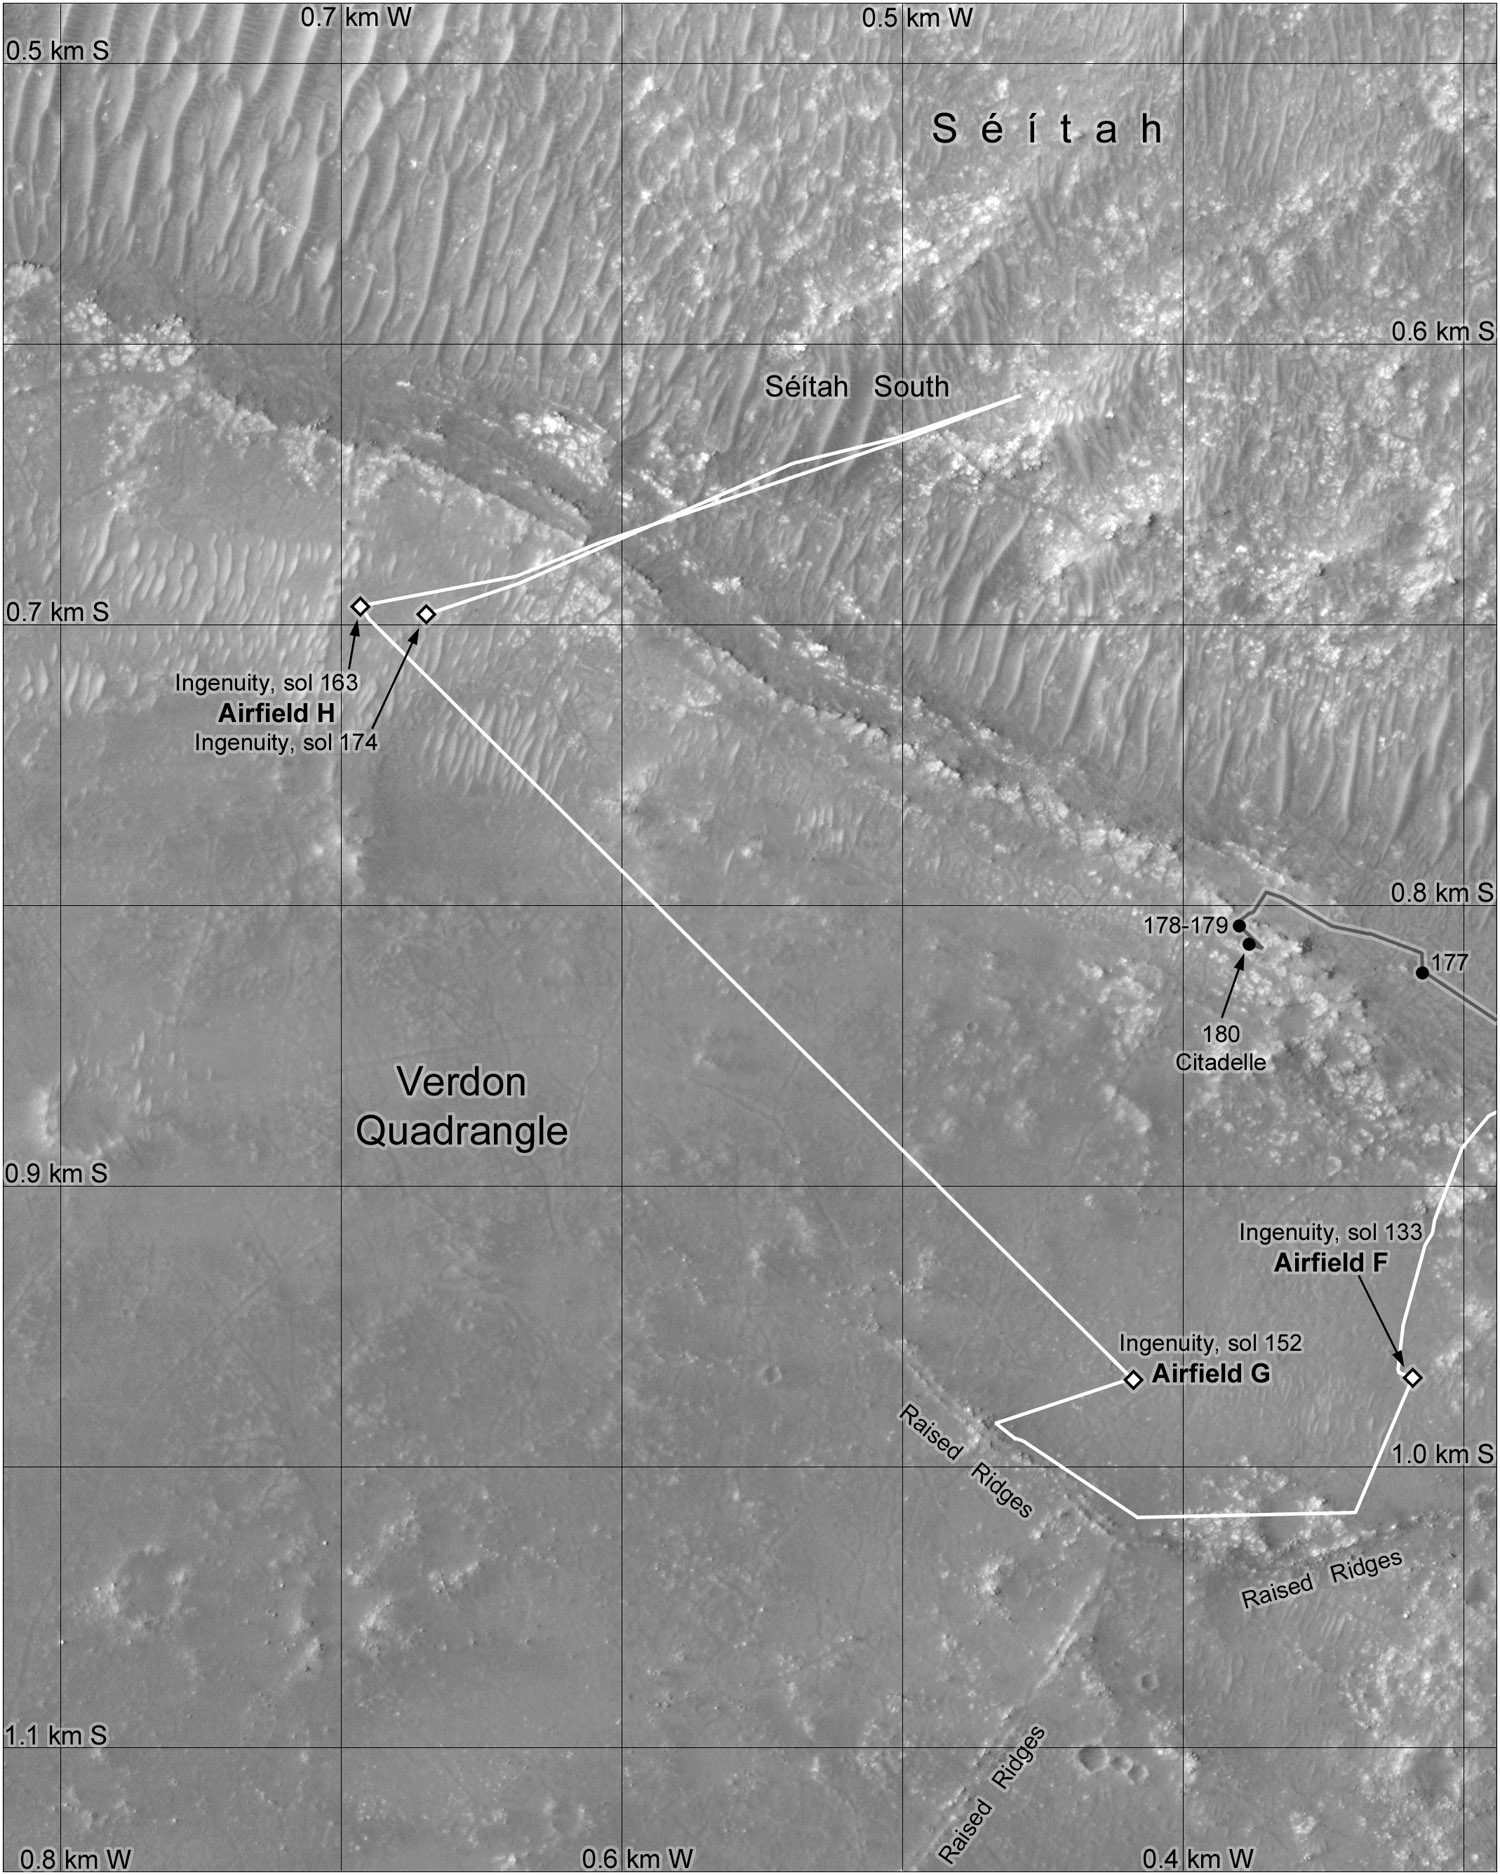 0.7 km W
0.5 km W
0.5 km S
Séítah
0.6 km S
Séítah South
0.7 km S
Ingenuity, sol 163
Airfield H
Ingenuity, sol 174
0.8 km S
178-179
177
180
Citadelle
Verdon
Quadrangle
0.9 km S
Ingenuity, sol 133
Airfield F
Ingenuity, sol 152
Airfield G
Raised Ridges
1.0 km S
Raised Ridges
1.1 km S
Raised Ridges
0.8 km W
0.6 km W
0.4 km W